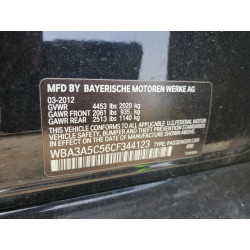 MFD BY BAYERISCHE MOTOREN WERKE AG
03-2012
GVWR 4453 lbs 2020 kg
GAWR FRONT 2061 lbs 935 kg
GAWR REAR 2513 lbs 1140 kg
THIS VEHICLE CONFORMS TO ALL APPLICABLE
U.S. FEDERAL MOTOR VEHICLE
SAFETY, BUMPER, AND THEFT PREVENTION
STANDARDS IN EFFECT ON THE DATE OF
MANUFACTURE SHOWN ABOVE.
WBA3A5C56CF344123 TYPE: PASSENGER CAR